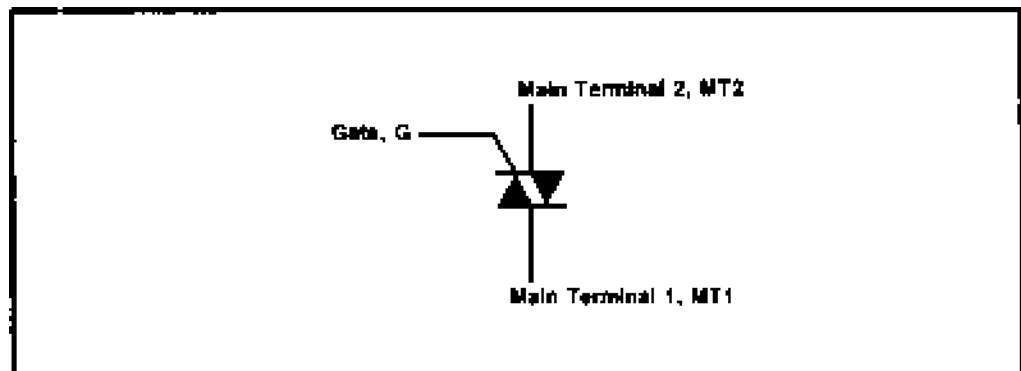 Main Terminal 2, MT2
Gate, G
Main Terminal 1, MT1